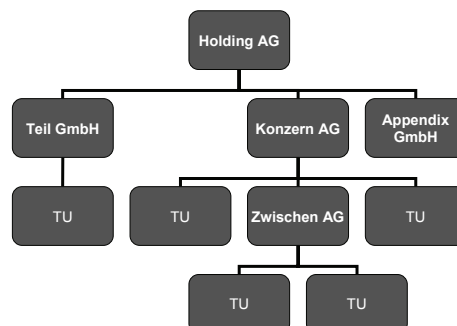 Holding AG
Teil GmbH
Konzern AG
Appendix
GmbH
TU
TU
Zwischen AG
TU
TU
TU